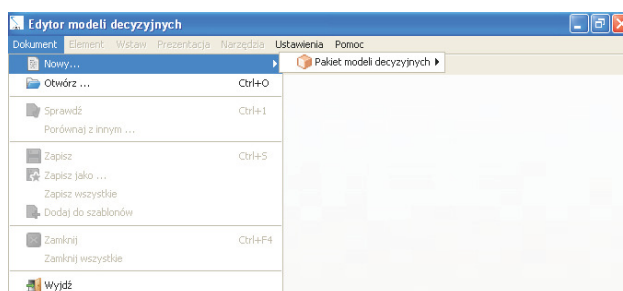 Edytor modeli decyzyjnych
Dokument Element Wstaw Prezentacja Narzędzia Ustawienia Pomoc
Nowy... Pakiet modeli decyzyjnych
Otwórz ... Ctrl+O
Sprawdź Ctrl+1
Porównaj z innym ...
Zapisz Ctrl+S
Zapisz jako ...
Zapisz wszystkie
Dodaj do szablonów
Zamknij Ctrl+F4
Zamknij wszystkie
Wyjdź